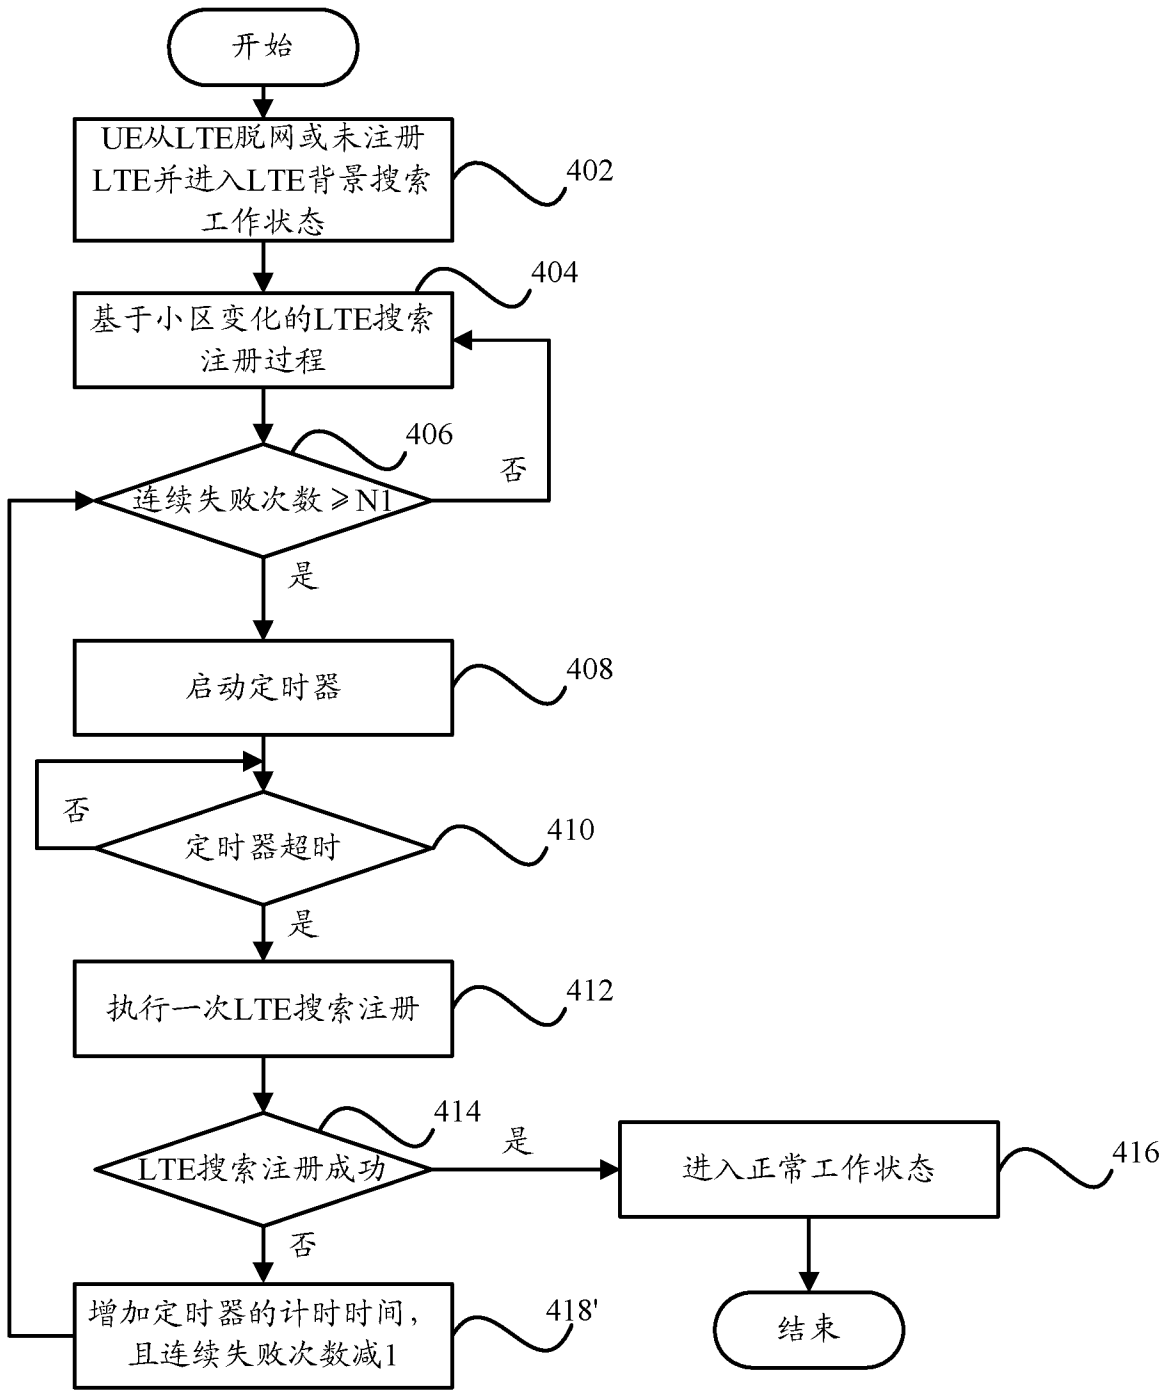 开始
UE从LTE脱网或未注册
LTE并进入LTE背景搜索
工作状态
402
404
基于小区变化的LTE搜索
注册过程
406
否
连续失败次数≥N1
是
启动定时器
408
否
定时器超时
410
是
执行一次LTE搜索注册
412
414
是
LTE搜索注册成功
进入正常工作状态
416
否
增加定时器的计时时间，
且连续失败次数减1
418'
结束